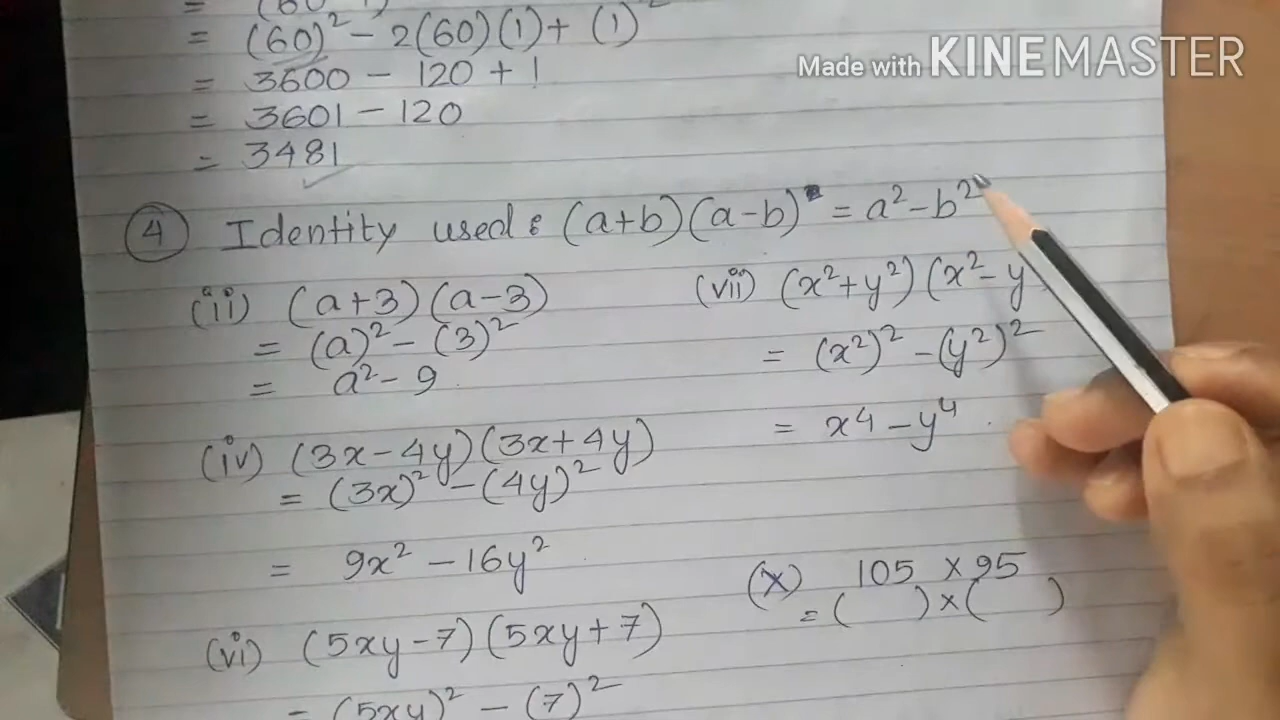 = (60
= (60)² - 2(60)(1) + (1)²
= 3600 - 120 + 1
= 3601 - 120
= 3481
Made with KINEMASTER
4 Identity used : (a+b)(a-b) = a² - b²
(ii) (a+3)(a-3)
= (a)² - (3)²
= a² - 9
(iv) (3x-4y)(3x+4y)
= (3x)² - (4y)²
= 9x² - 16y²
(vi) (5xy-7)(5xy+7)
= (5xy)² - (7)²
(vii) (x²+y²)(x²-y
= (x²)² - (y²)²
= x⁴ - y⁴.
(x) 105 × 95
= ( ) × ( )